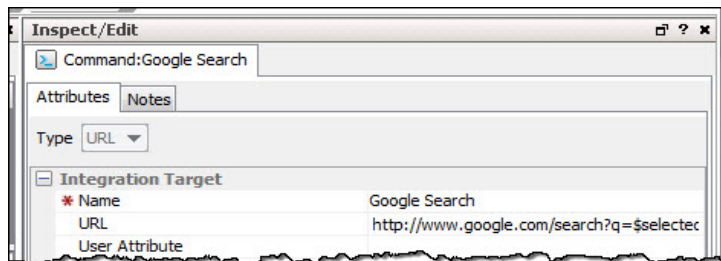 Inspect/Edit
Command:Google Search
Attributes Notes
Type URL
Integration Target
* Name Google Search
URL http://www.google.com/search?q=$selected
User Attribute